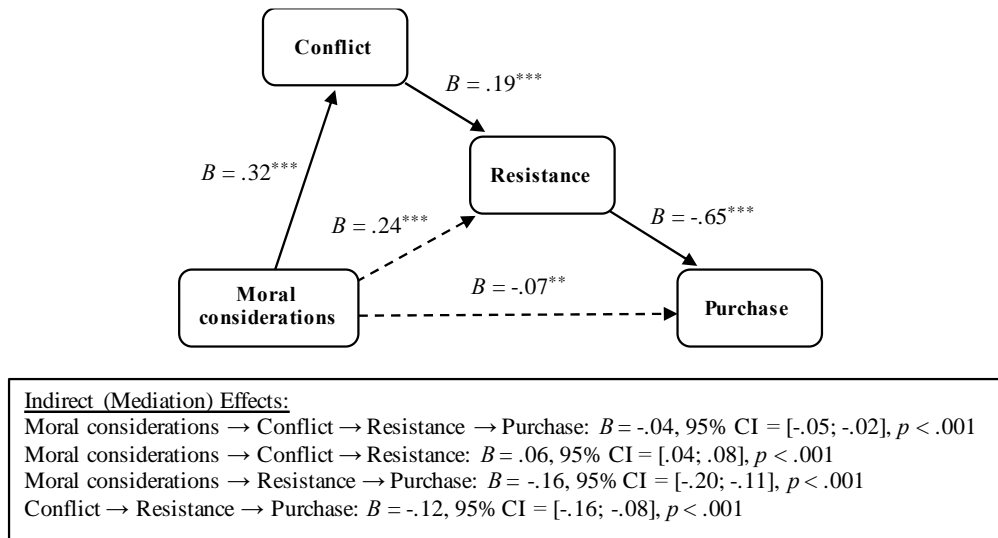 Conflict
B = .19***
Resistance
B = .32***
B = .24***
B = -.65***
Moral
considerations
B = -.07**
Purchase
Indirect (Mediation) Effects:
Moral considerations → Conflict → Resistance → Purchase: B = -.04, 95% CI = [-.05; -.02], p < .001
Moral considerations → Conflict → Resistance: B = .06, 95% CI = [.04; .08], p < .001
Moral considerations → Resistance → Purchase: B = -.16, 95% CI = [-.20; -.11], p < .001
Conflict → Resistance → Purchase: B = -.12, 95% CI = [-.16; -.08], p < .001